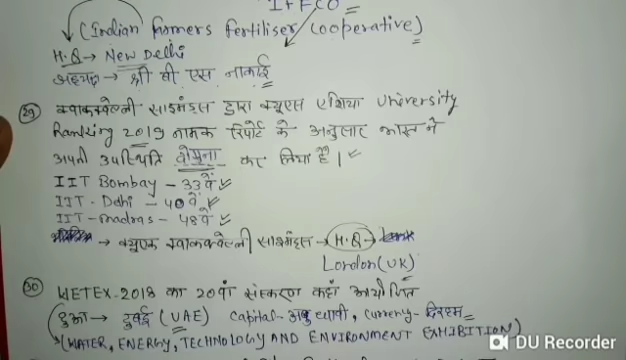 IFFCO
(Indian farmers fertiliser cooperative)
H.Q → New Delhi
अध्यक्ष → श्री बी एस नाकाई
29 क्वाक्वेरेली साइमंड्स द्वारा क्यूएस एशिया University
Ranking 2019 नामक रिपोर्ट के अनुसार भारत ने
अपनी उपस्थिति दोगुना कर लिया है।
IIT Bombay - 33वें
IIT-Delhi - 40वें
IIT-madras - 48वें
→ क्यूएस क्वाक्वेरेली साइमंड्स → H.Q →
London (UK)
30 WETEX-2018 का 20वां संस्करण कहां आयोजित
हुआ → दुबई (UAE) capital-अबू धाबी, currency-दिरहम
(WATER, ENERGY, TECHNOLOGY AND ENVIRONMENT EXHIBITION)
DU Recorder